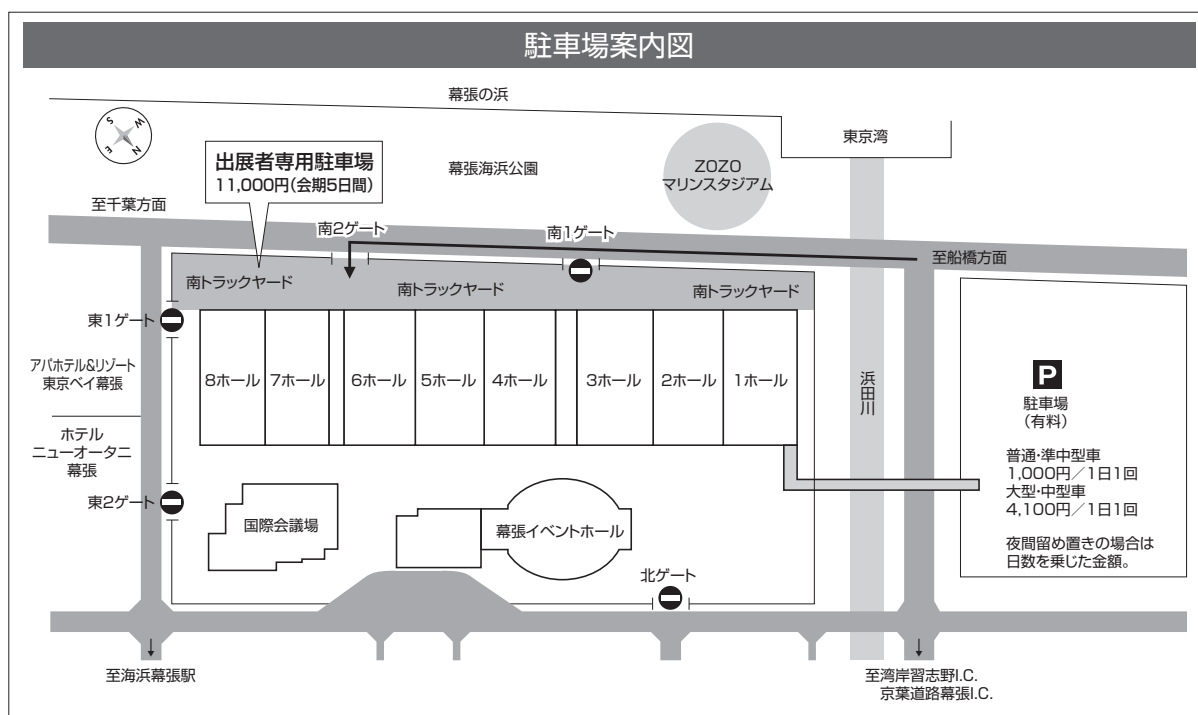 駐車場案内図
幕張の浜
東京湾
S
W
E
N
出展者専用駐車場
11,000円(会期5日間)
幕張海浜公園
ZOZO
マリンスタジアム
至千葉方面
南2ゲート
南1ゲート
至船橋方面
南トラックヤード
南トラックヤード
南トラックヤード
東1ゲート
アパホテル&リゾート
東京ベイ幕張
8ホール
7ホール
6ホール
5ホール
4ホール
3ホール
2ホール
1ホール
浜田川
P
駐車場
(有料)
普通・準中型車
1,000円/1日1回
大型・中型車
4,100円/1日1回
夜間留め置きの場合は
日数を乗じた金額。
ホテル
ニューオータニ
幕張
東2ゲート
国際会議場
幕張イベントホール
北ゲート
至海浜幕張駅
至湾岸習志野I.C.
京葉道路幕張I.C.